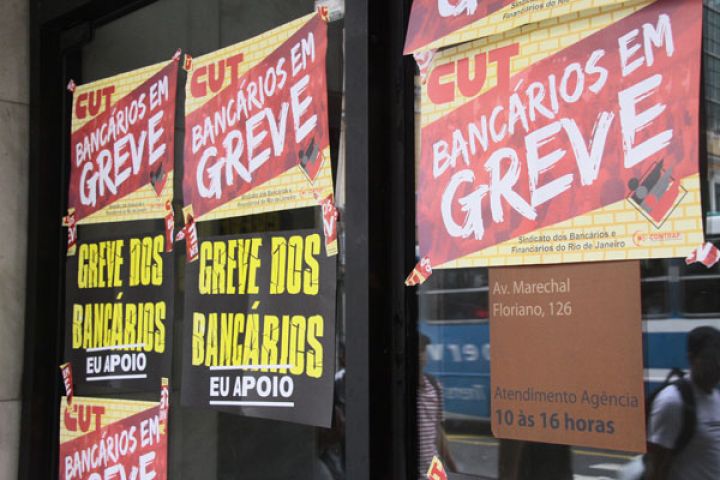 CUT
BANCÁRIOS EM
GREVE
GREVE DOS
BANCÁRIOS
EU APOIO
CUT
BANCÁRIOS EM
CUT
BANCÁRIOS EM
GREVE
GREVE DOS
BANCÁRIOS
EU APOIO
CUT
BANCÁRIOS EM
GREVE
Sindicato dos Bancários e
Financiários do Rio de Janeiro
CONTRAF
Av. Marechal
Floriano, 126
Atendimento Agência
10 às 16 horas